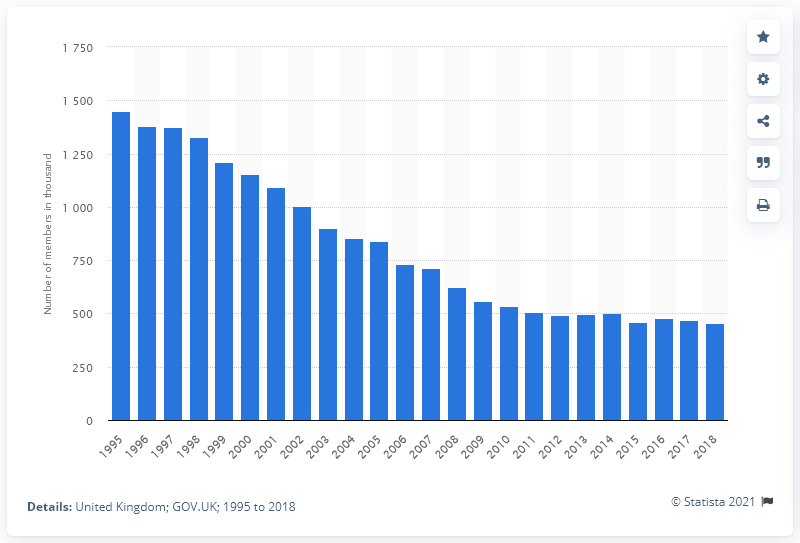 1 750
1 500
1 250
1 000
750
500
250
0
Number of members in thousand
1995 1996 1997 1998 1999 2000 2001 2002 2003 2004 2005 2006 2007 2008 2009 2010 2011 2012 2013 2014 2015 2016 2017 2018
Details: United Kingdom; GOV.UK; 1995 to 2018
© Statista 2021